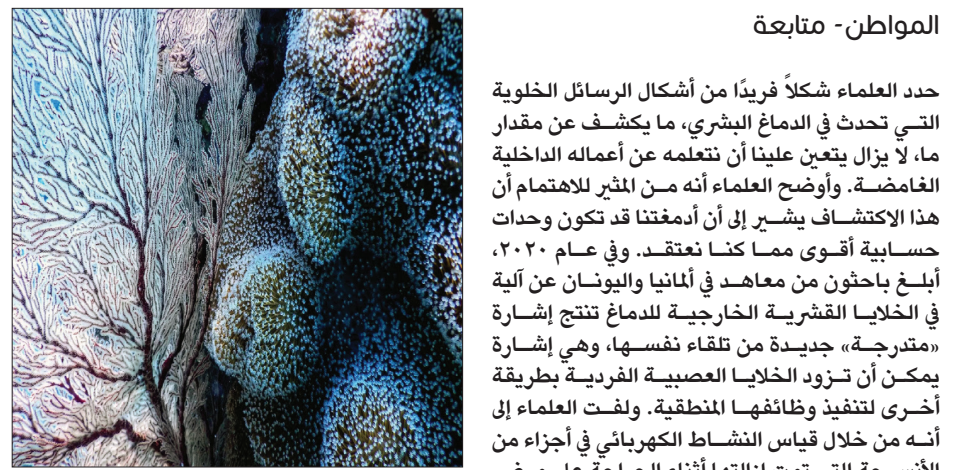 المواطن - متابعة
حدد العلماء شكلاً فريدًا من أشكال الرسائل الخلوية
التي تحدث في الدماغ البشري، ما يكشف عن مقدار
ما، لا يزال يتعين علينا أن نتعلمه عن أعماله الداخلية
الغامضة. وأوضح العلماء أنه من المثير للاهتمام أن
هذا الاكتشاف يشير إلى أن أدمغتنا قد تكون وحدات
حسابية أقوى مما كنا نعتقد. وفي عام ٢٠٢٠،
أبلغ باحثون من معاهد في ألمانيا واليونان عن آلية
في الخلايا القشرية الخارجية للدماغ تنتج إشارة
«متدرجة» جديدة من تلقاء نفسها، وهي إشارة
يمكن أن تزود الخلايا العصبية الفردية بطريقة
أخرى لتنفيذ وظائفها المنطقية. ولفت العلماء إلى
أنه من خلال قياس النشاط الكهربائي في أجزاء من